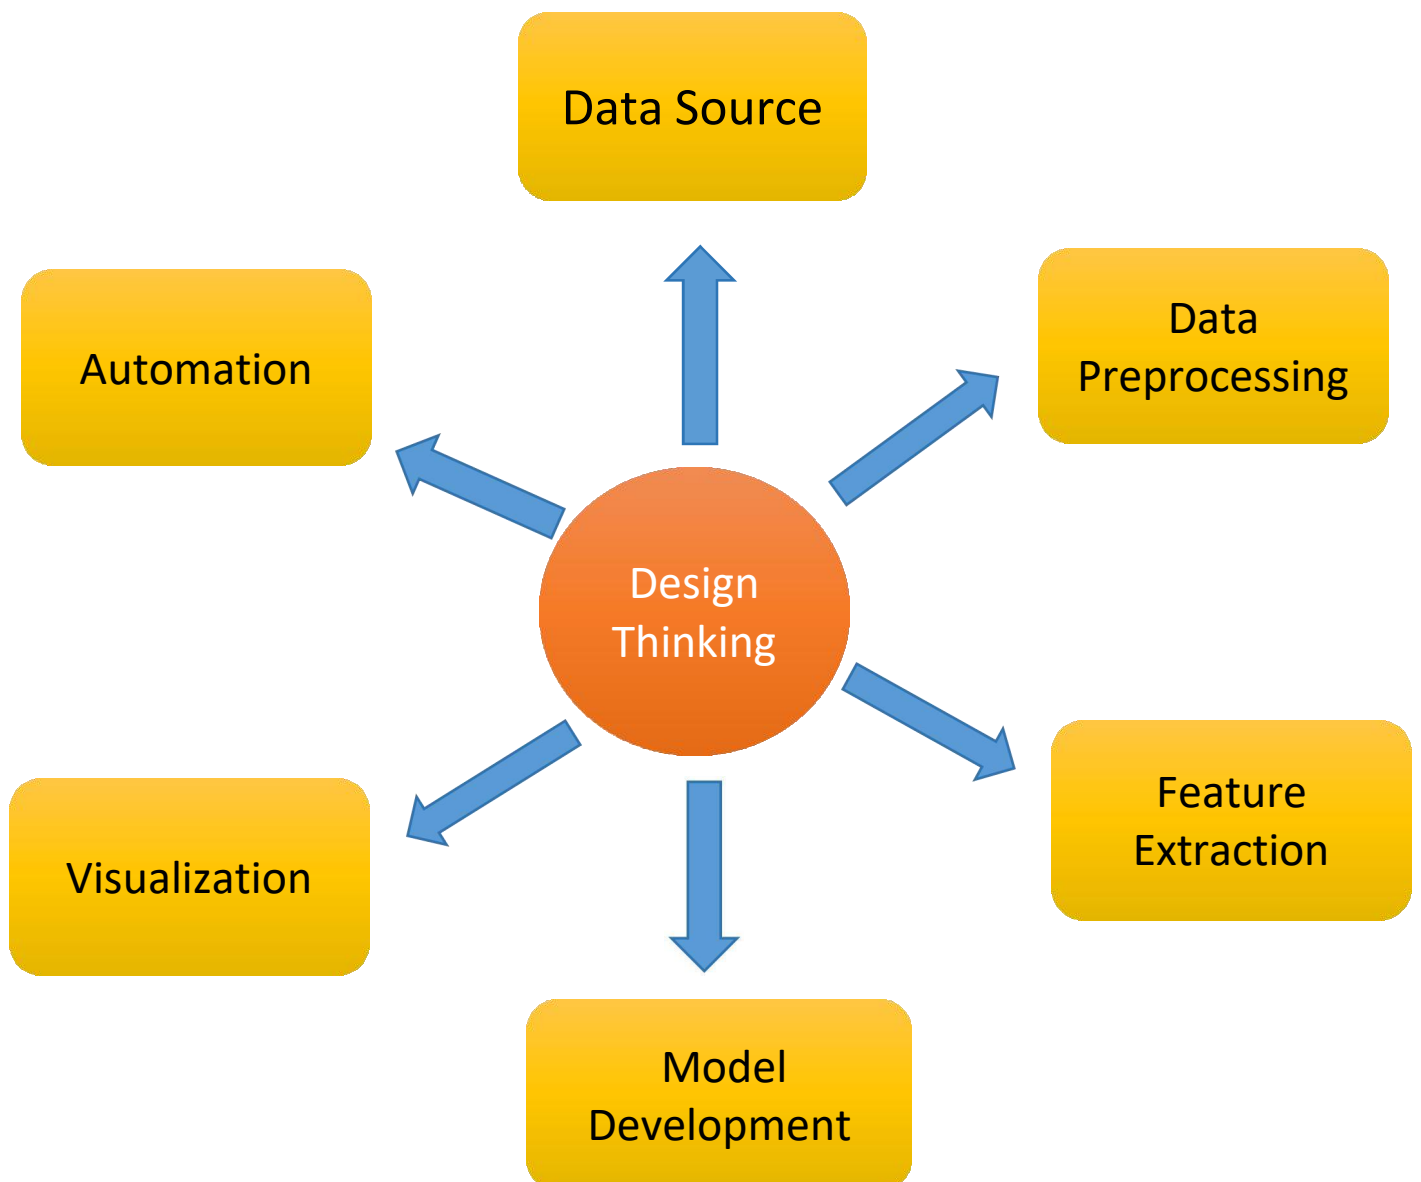 Data Source
Data
Preprocessing
Automation
Design
Thinking
Feature
Extraction
Visualization
Model
Development